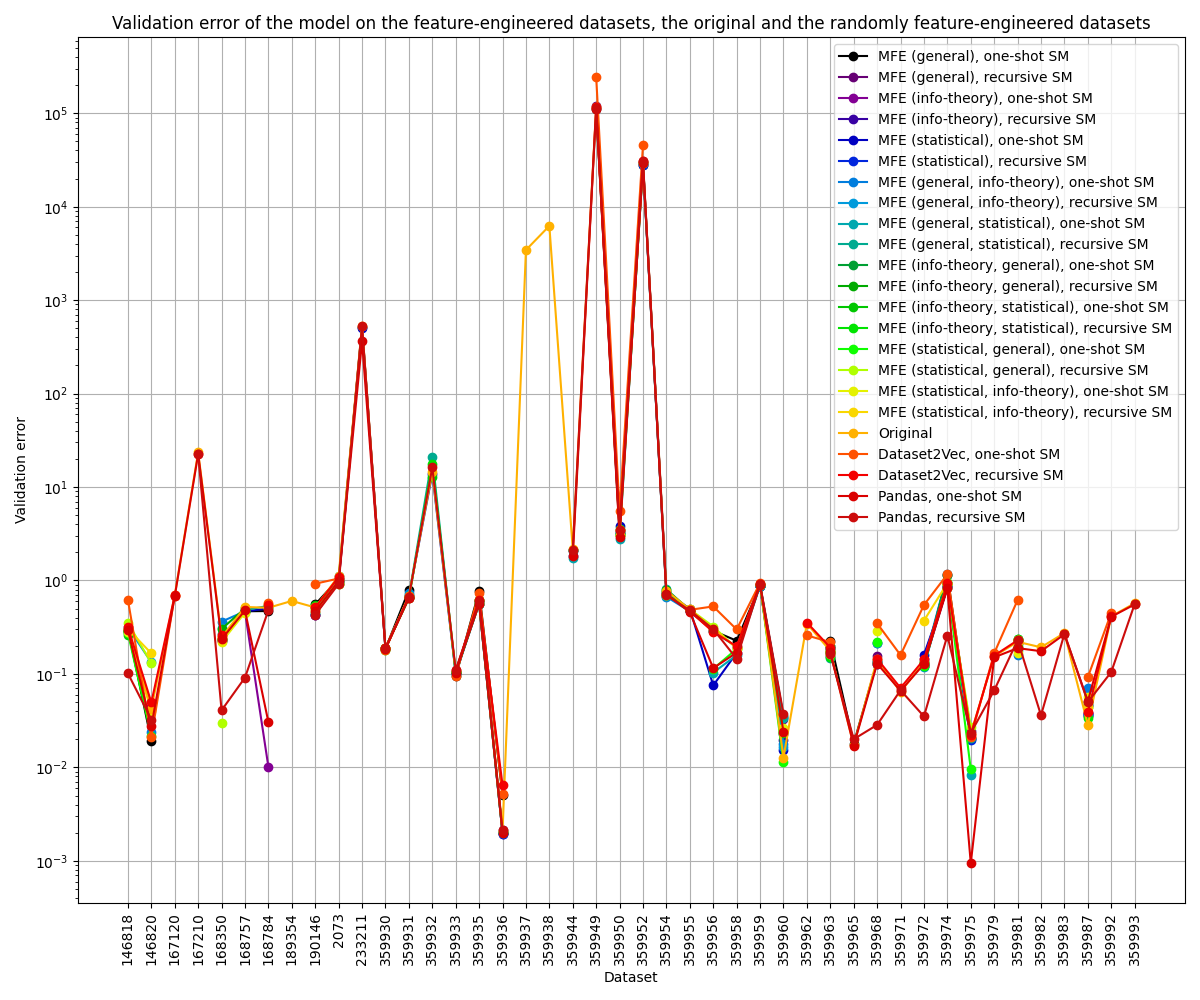 Validation error of the model on the feature-engineered datasets, the original and the randomly feature-engineered datasets
MFE (general), one-shot SM
MFE (general), recursive SM
MFE (info-theory), one-shot SM
MFE (info-theory), recursive SM
MFE (statistical), one-shot SM
MFE (statistical), recursive SM
MFE (general, info-theory), one-shot SM
MFE (general, info-theory), recursive SM
MFE (general, statistical), one-shot SM
MFE (general, statistical), recursive SM
MFE (info-theory, general), one-shot SM
MFE (info-theory, general), recursive SM
MFE (info-theory, statistical), one-shot SM
MFE (info-theory, statistical), recursive SM
MFE (statistical, general), one-shot SM
MFE (statistical, general), recursive SM
MFE (statistical, info-theory), one-shot SM
MFE (statistical, info-theory), recursive SM
Original
Dataset2Vec, one-shot SM
Dataset2Vec, recursive SM
Pandas, one-shot SM
Pandas, recursive SM
Validation error
10^5
10^4
10^3
10^2
10^1
10^0
10^-1
10^-2
10^-3
146818
146820
167120
167210
168350
168757
168784
189354
190146
2073
233211
359930
359931
359932
359933
359935
359936
359937
359938
359944
359949
359950
359952
359954
359955
359956
359958
359959
359960
359962
359963
359965
359968
359971
359972
359974
359975
359979
359981
359982
359983
359987
359992
359993
Dataset